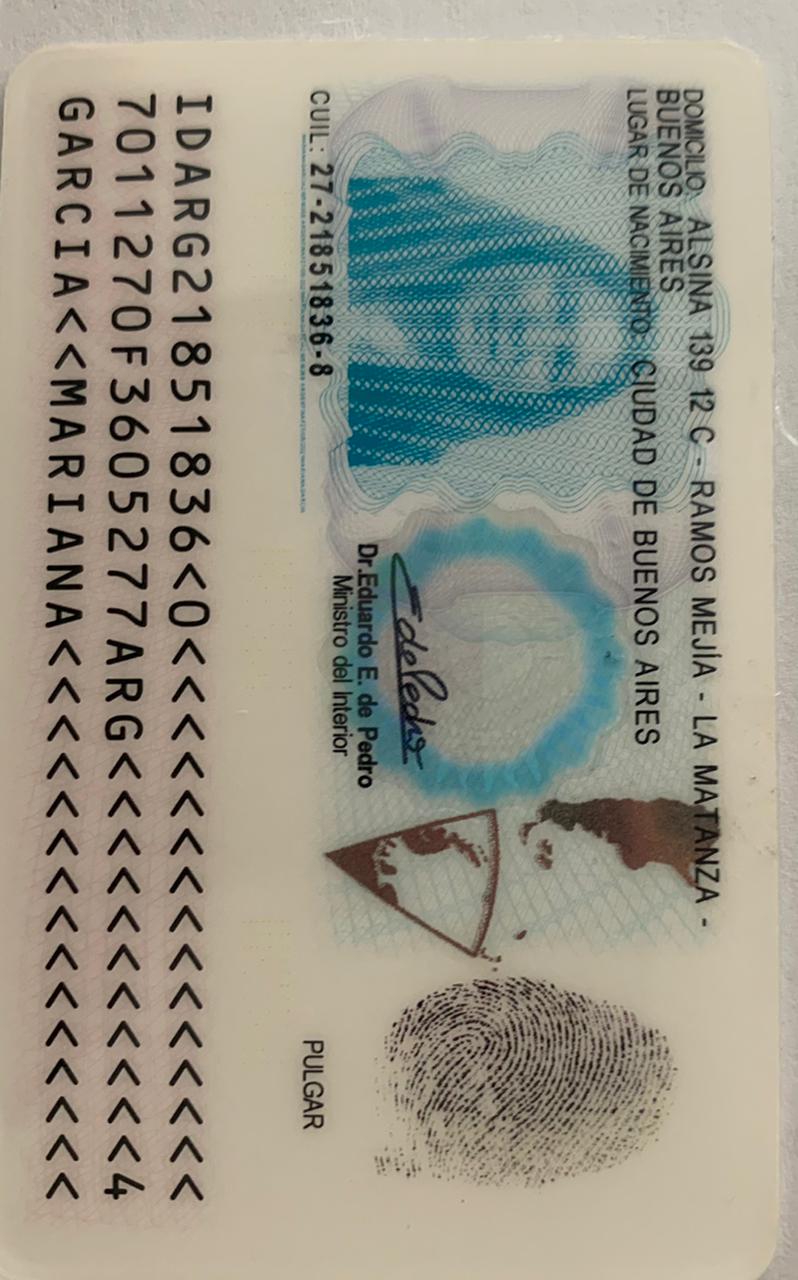 DOMICILIO: ALSINA 139 12 C - RAMOS MEJÍA - LA MATANZA -
BUENOS AIRES
LUGAR DE NACIMIENTO: CIUDAD DE BUENOS AIRES
CUIL: 27-21851836-8
Dr.Eduardo E. de Pedro
Ministro del Interior
PULGAR
IDARG21851836<0<<<<<<<<<<<<<<<
7011270F3605277ARG<<<<<<<<<<<4
GARCIA<<MARIANA<<<<<<<<<<<<<<<